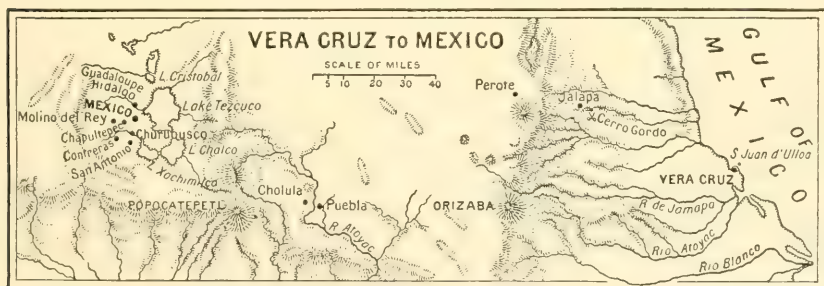 VERA CRUZ TO MEXICO
SCALE OF MILES
5 0 5 10 20 30 40
GULF OF
MEXICO
Guadaloupe
Hidalgo
L. Cristobal
MEXICO
Lake Tezcuco
Molino del Rey
Chapultepec
Churubusco
Contreras
San Antonio
L. Chalco
L. Xochimilco
POPOCATEPETL
Cholula
Puebla
R. Atoyac
Perote
Jalapa
Cerro Gordo
ORIZABA
S. Juan d'Ulloa
VERA CRUZ
R. de Jamapa
Rio Atoyac
Rio Blanco